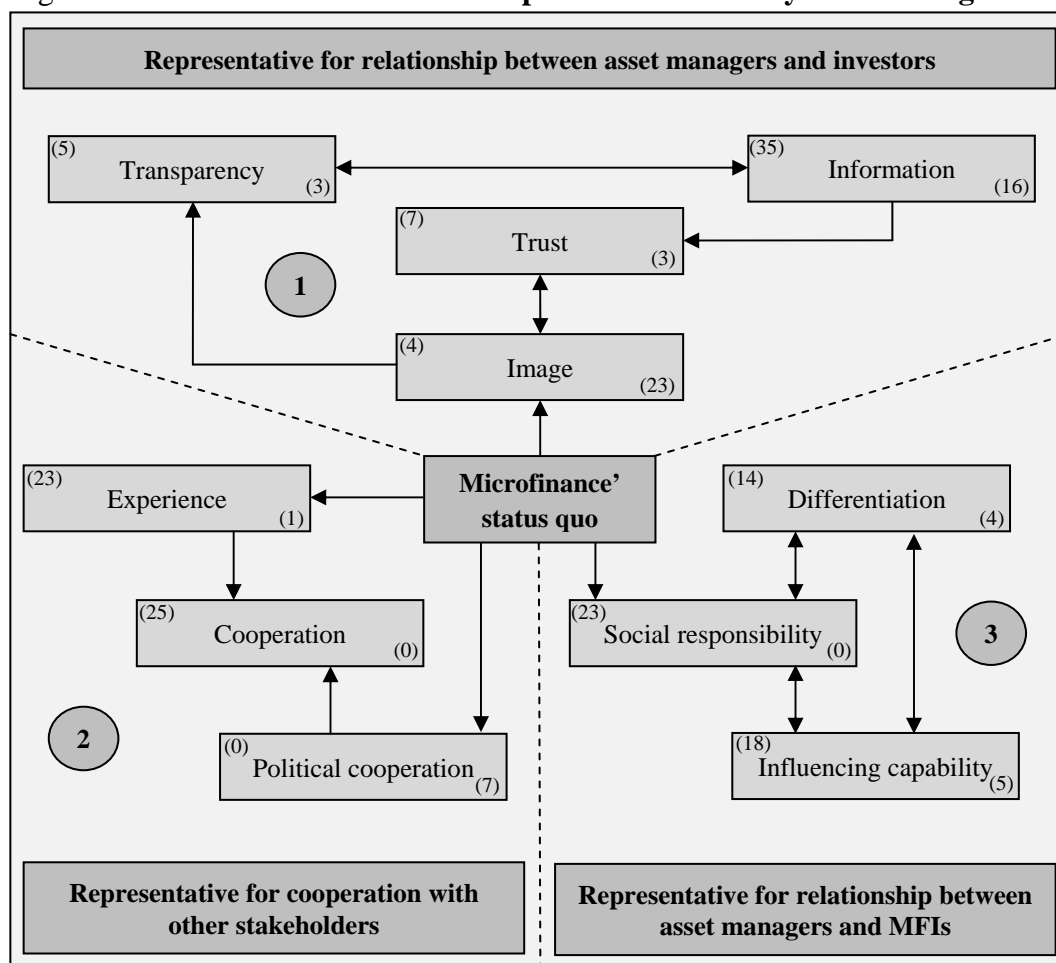 Representative for relationship between asset managers and investors
(5)
Transparency
(3)
(35)
Information
(16)
(7)
Trust
(3)
1
(4)
Image
(23)
Microfinance’
status quo
(23)
Experience
(1)
(14)
Differentiation
(4)
(25)
Cooperation
(0)
(23)
Social responsibility
(0)
3
2
(0)
Political cooperation
(7)
(18)
Influencing capability
(5)
Representative for cooperation with
other stakeholders
Representative for relationship between
asset managers and MFIs